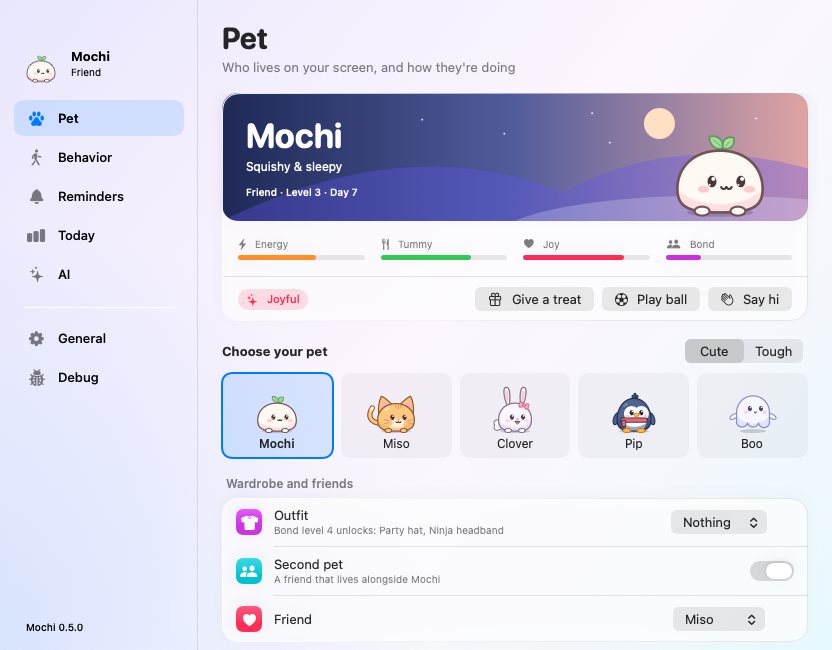 Mochi
Friend
Pet
Behavior
Reminders
Today
AI
General
Debug
Mochi 0.5.0
Pet
Who lives on your screen, and how they're doing
Mochi
Squishy & sleepy
Friend · Level 3 · Day 7
Energy
Tummy
Joy
Bond
Joyful
Give a treat
Play ball
Say hi
Choose your pet
Cute
Tough
Mochi
Miso
Clover
Pip
Boo
Wardrobe and friends
Outfit
Bond level 4 unlocks: Party hat, Ninja headband
Nothing
Second pet
A friend that lives alongside Mochi
Friend
Miso